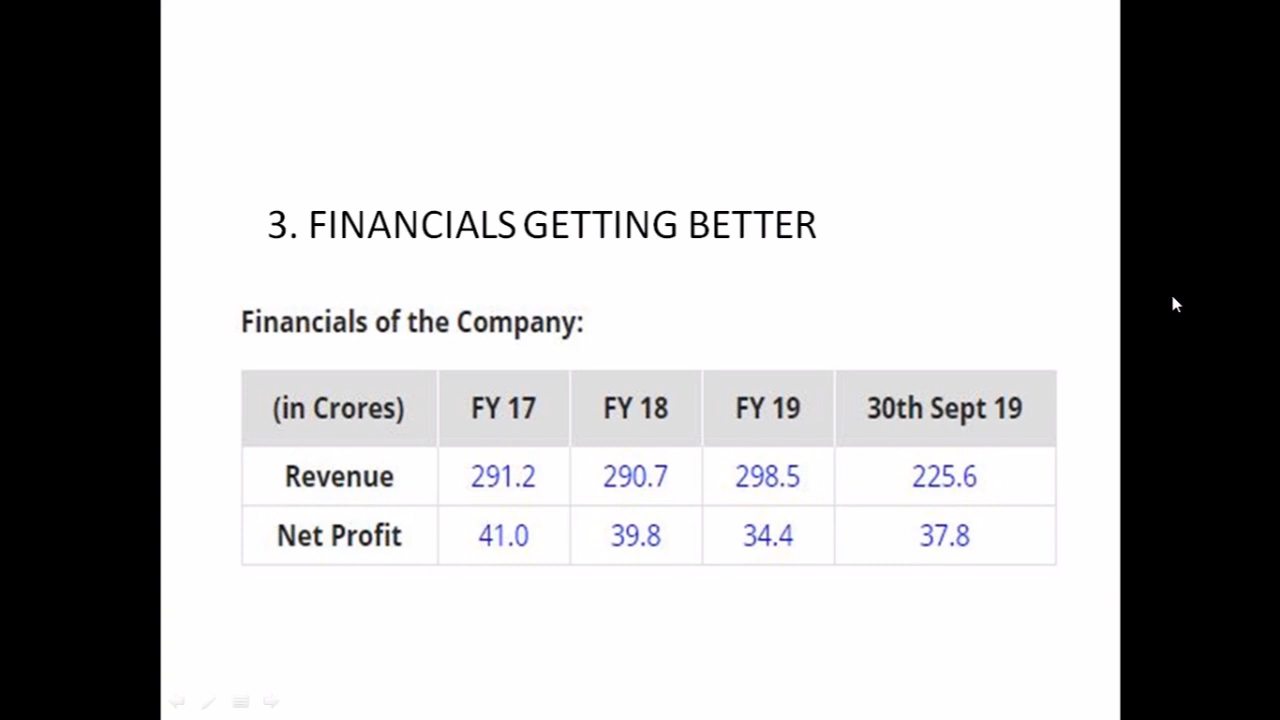 3. FINANCIALS GETTING BETTER
Financials of the Company:
(in Crores) FY 17 FY 18 FY 19 30th Sept 19
Revenue 291.2 290.7 298.5 225.6
Net Profit 41.0 39.8 34.4 37.8